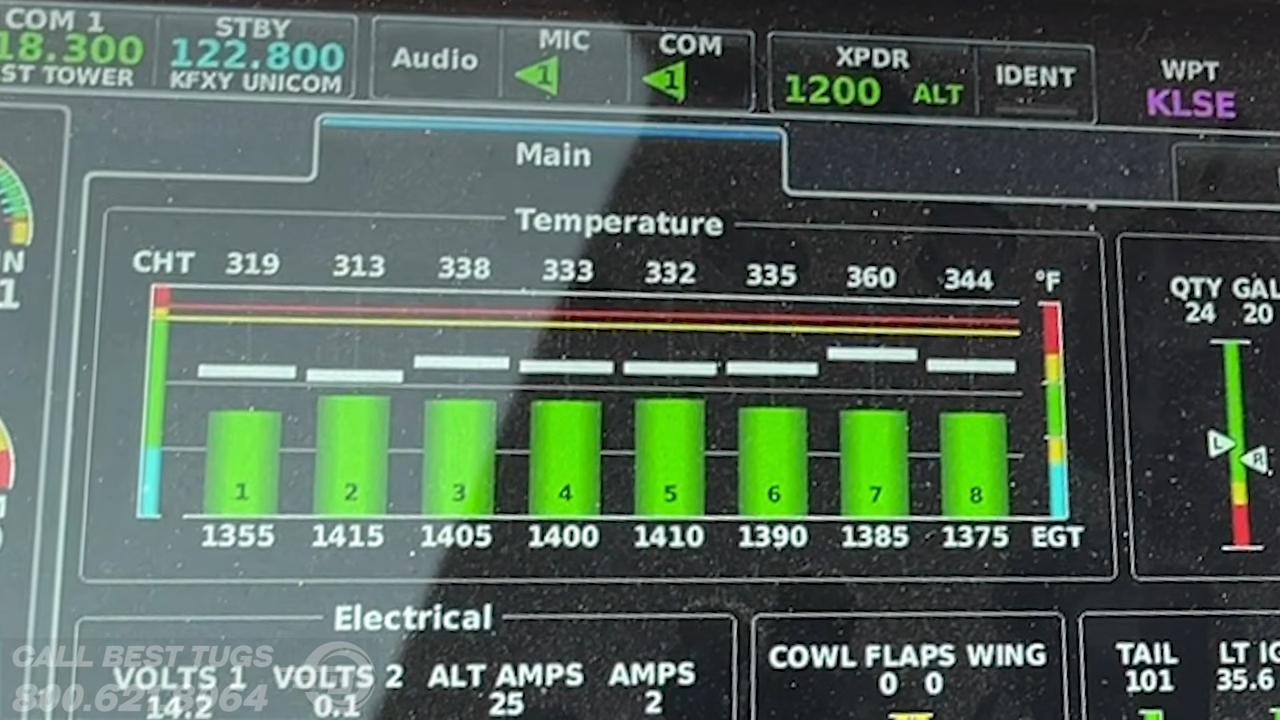 COM 1
18.300
ST TOWER
STBY
122.800
KFXY UNICOM
Audio
MIC
1
COM
1
XPDR
1200 ALT
IDENT
WPT
KLSE
Main
Temperature
CHT 319 313 338 333 332 335 360 344 °F
1 2 3 4 5 6 7 8
1355 1415 1405 1400 1410 1390 1385 1375 EGT
QTY GAL
24 20
L
R
Electrical
VOLTS 1 VOLTS 2 ALT AMPS AMPS
14.2 0.1 25 2
COWL FLAPS WING
0 0
TAIL
101
LT
35.6
CALL BEST TUGS